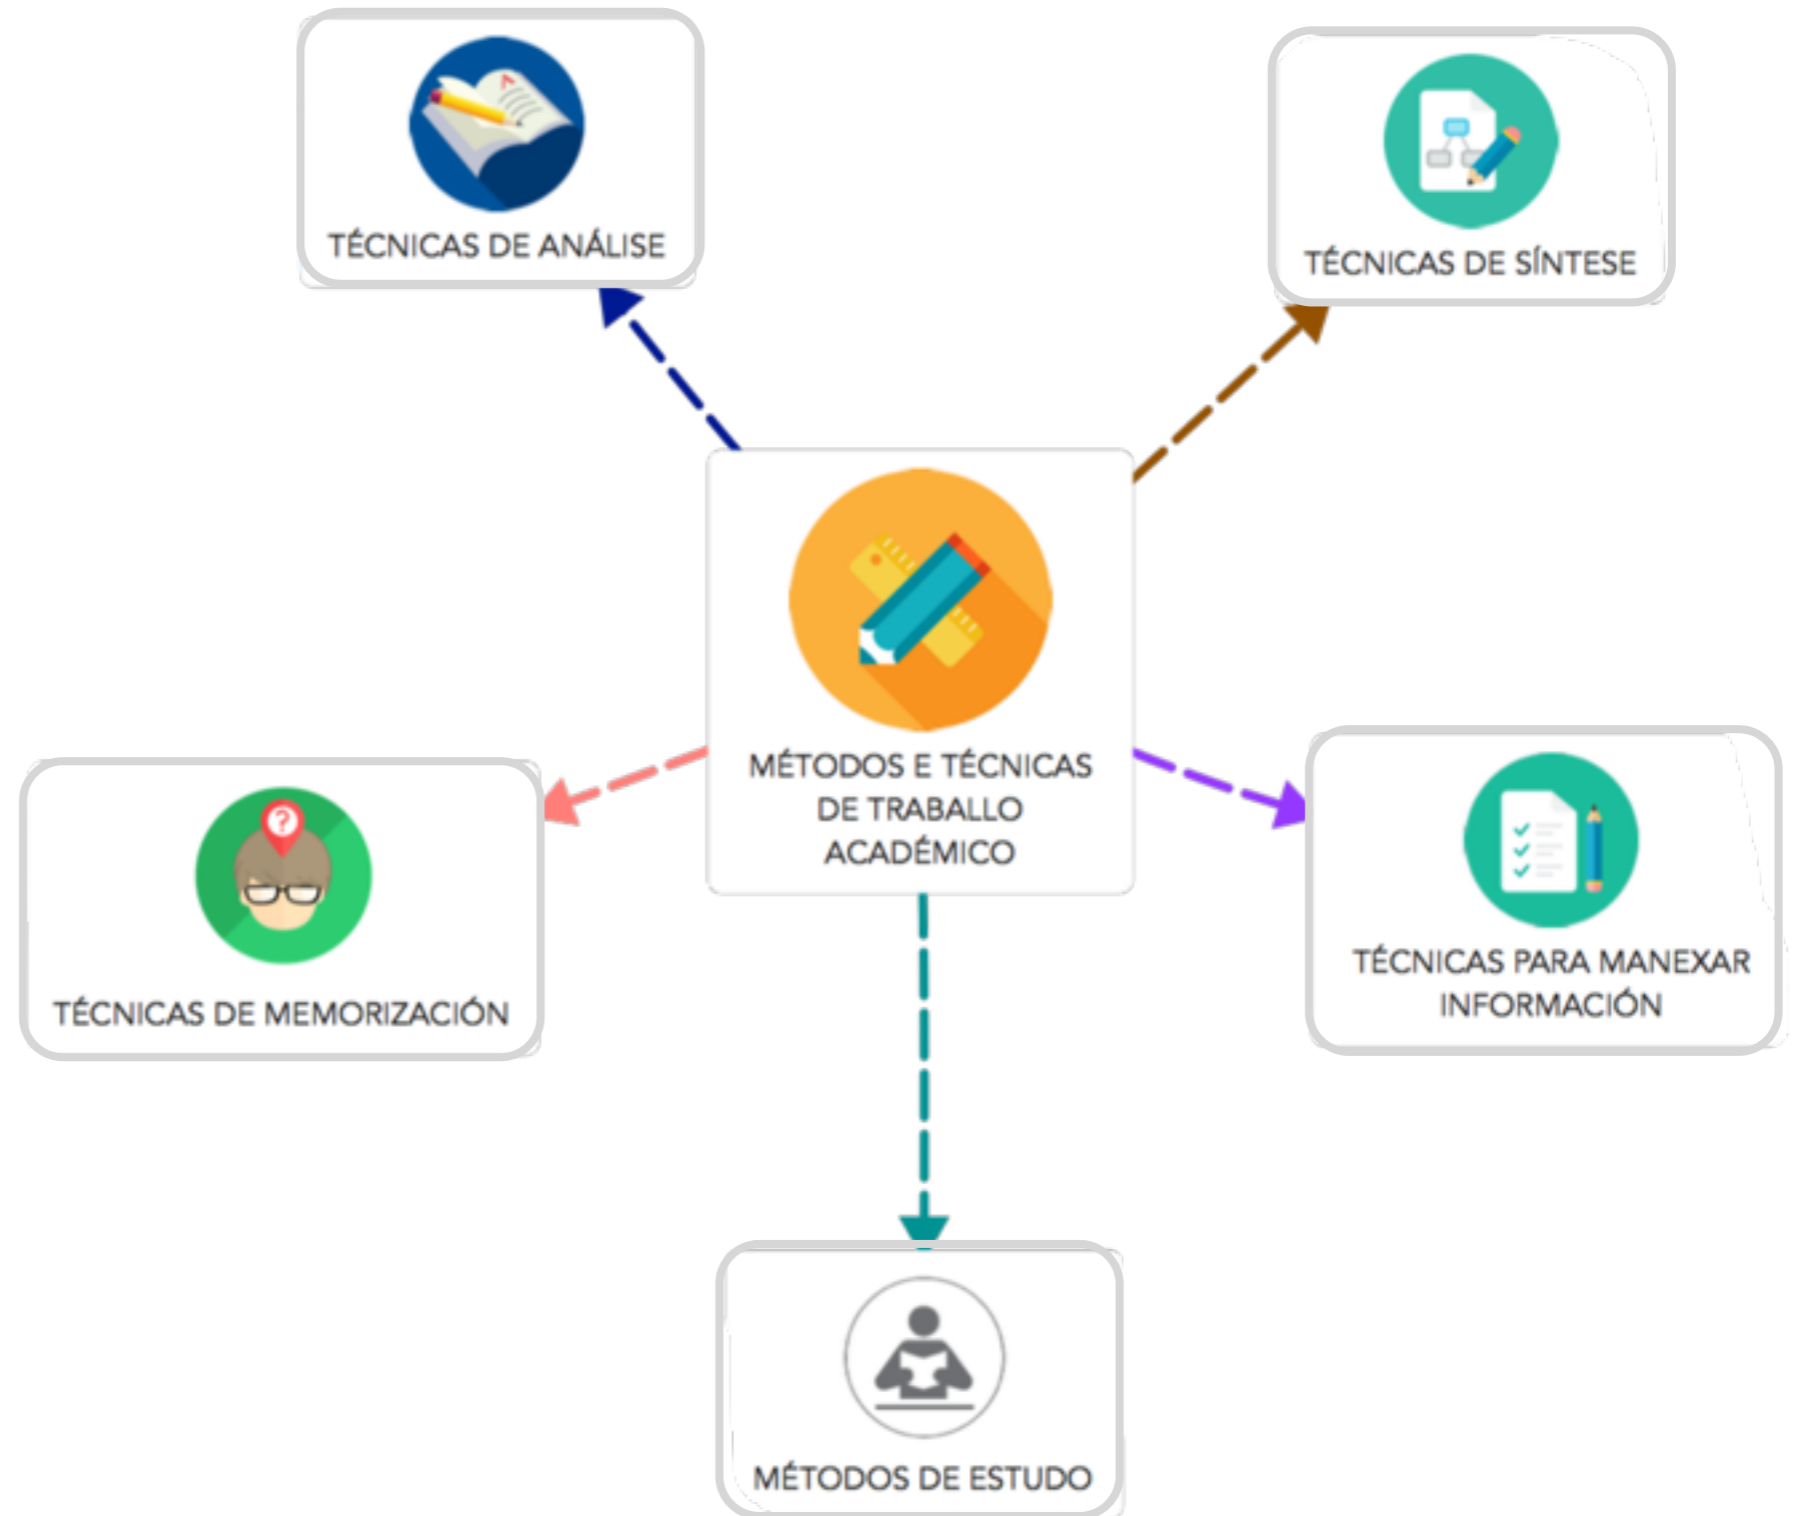 TÉCNICAS DE ANÁLISE
TÉCNICAS DE SÍNTESE
MÉTODOS E TÉCNICAS
DE TRABALLO
ACADÉMICO
TÉCNICAS DE MEMORIZACIÓN
TÉCNICAS PARA MANEXAR
INFORMACIÓN
MÉTODOS DE ESTUDO